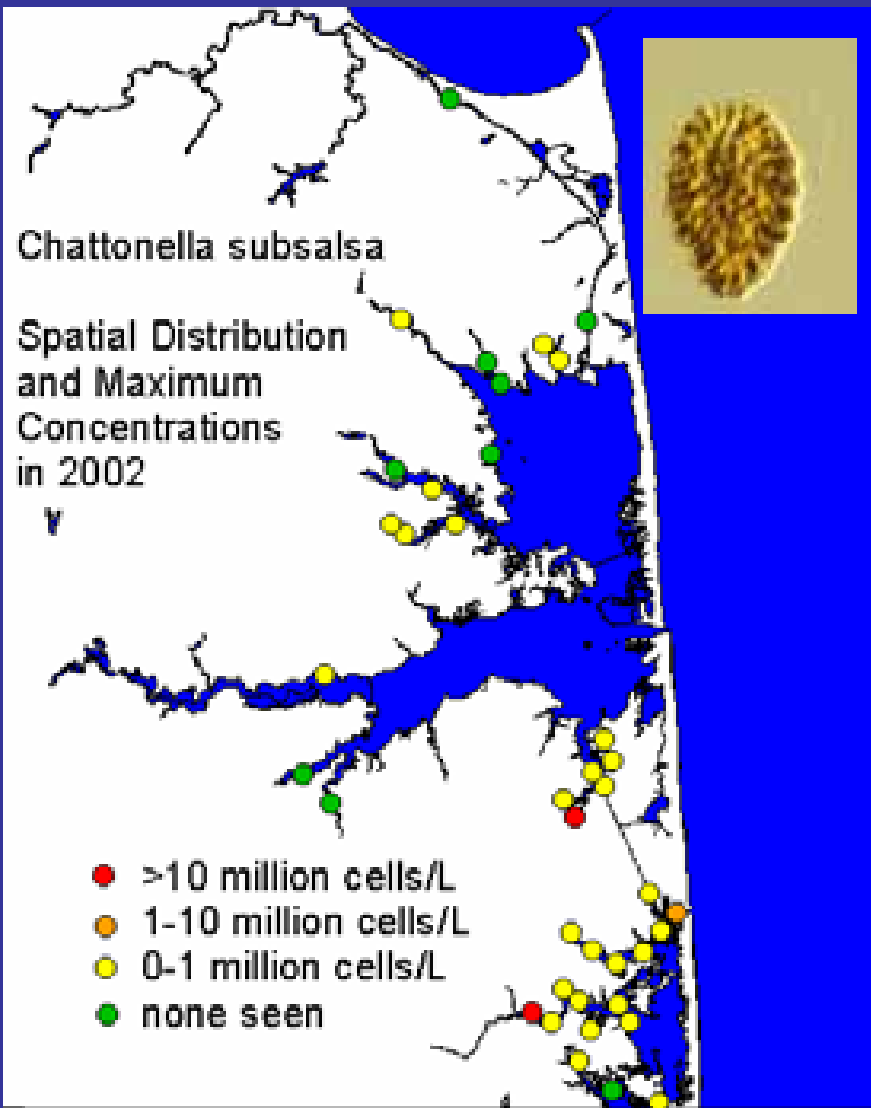 Chattonella subsalsa
Spatial Distribution
and Maximum
Concentrations
in 2002
>10 million cells/L
1-10 million cells/L
0-1 million cells/L
none seen